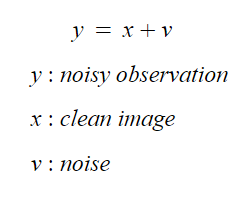 y = x + v
y : noisy observation
x : clean image
v : noise